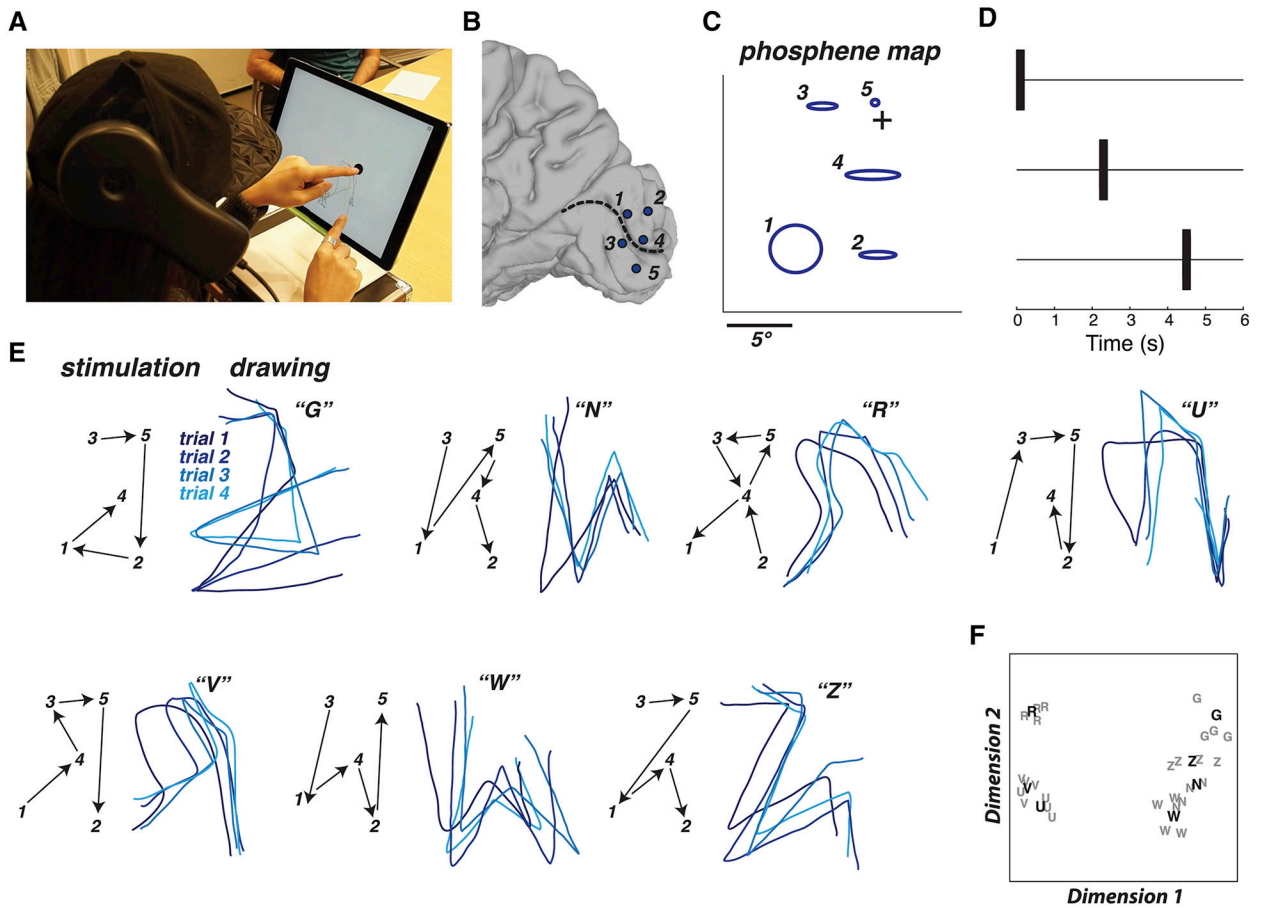 A
B
C
D
phosphene map
3
5
+
4
1
2
5°
1
2
3
4
5
0 1 2 3 4 5 6
Time (s)
E
stimulation drawing
"G"
3 5
4
1
2
trial 1
trial 2
trial 3
trial 4
"N"
3 5
4
1
2
"R"
3 5
4
1
2
"U"
3 5
4
1
2
"V"
3 5
4
1
2
"W"
3 5
4
1
2
"Z"
3 5
4
1
2
F
G
R R R R R
G
G G G
Z Z Z Z Z
V V V N N N
U V U W N N
U U W W
W W
Dimension 2
Dimension 1